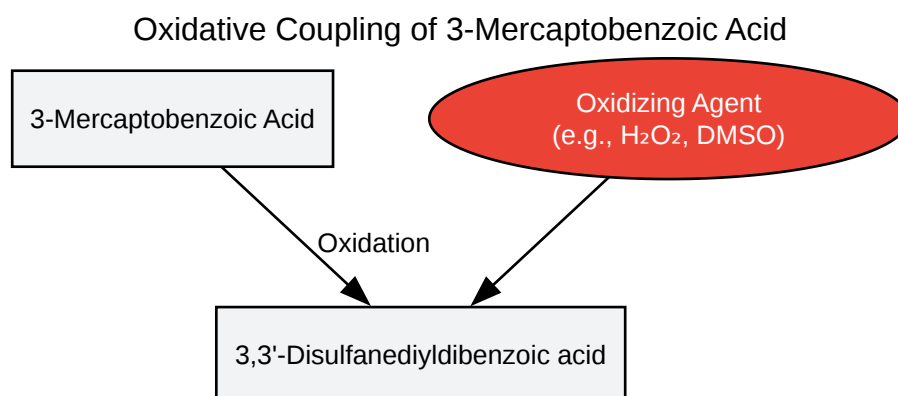 Oxidative Coupling of 3-Mercaptobenzoic Acid
3-Mercaptobenzoic Acid
Oxidizing Agent
(e.g., H₂O₂, DMSO)
Oxidation
3,3'-Disulfanediyldibenzoic acid